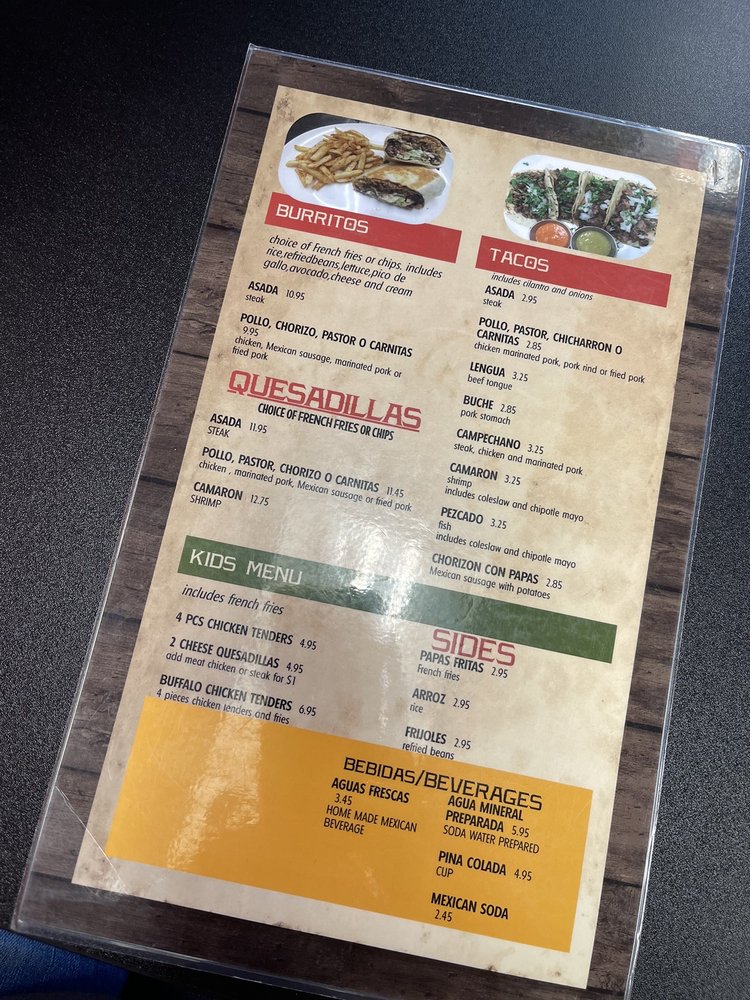 BURRITOS
choice of French fries or chips. includes
rice,refriedbeans,lettuce,pico de
gallo,avocado,cheese and cream
ASADA 10.95
steak
POLLO, CHORIZO, PASTOR O CARNITAS
9.95
chicken, Mexican sausage, marinated pork or
fried pork
QUESADILLAS
CHOICE OF FRENCH FRIES OR CHIPS
ASADA 11.95
STEAK
POLLO, PASTOR, CHORIZO O CARNITAS 11.45
chicken , marinated pork, Mexican sausage or fried pork
CAMARON 12.75
SHRIMP
TACOS
includes cilantro and onions
ASADA 2.95
steak
POLLO, PASTOR, CHICHARRON O
CARNITAS 2.85
chicken marinated pork, pork rind or fried pork
LENGUA 3.25
beef tongue
BUCHE 2.85
pork stomach
CAMPECHANO 3.25
steak, chicken and marinated pork
CAMARON 3.25
shrimp
includes coleslaw and chipotle mayo
PEZCADO 3.25
fish
includes coleslaw and chipotle mayo
CHORIZON CON PAPAS 2.85
Mexican sausage with potatoes
KIDS MENU
includes french fries
4 PCS CHICKEN TENDERS 4.95
2 CHEESE QUESADILLAS 4.95
add meat chicken or steak for $1
BUFFALO CHICKEN TENDERS 6.95
4 pieces chicken tenders and fries
SIDES
PAPAS FRITAS 2.95
French fries
ARROZ 2.95
rice
FRIJOLES 2.95
refried beans
BEBIDAS/BEVERAGES
AGUAS FRESCAS
3.45
HOME MADE MEXICAN
BEVERAGE
AGUA MINERAL
PREPARADA 5.95
SODA WATER PREPARED
PINA COLADA 4.95
CUP
MEXICAN SODA
2.45